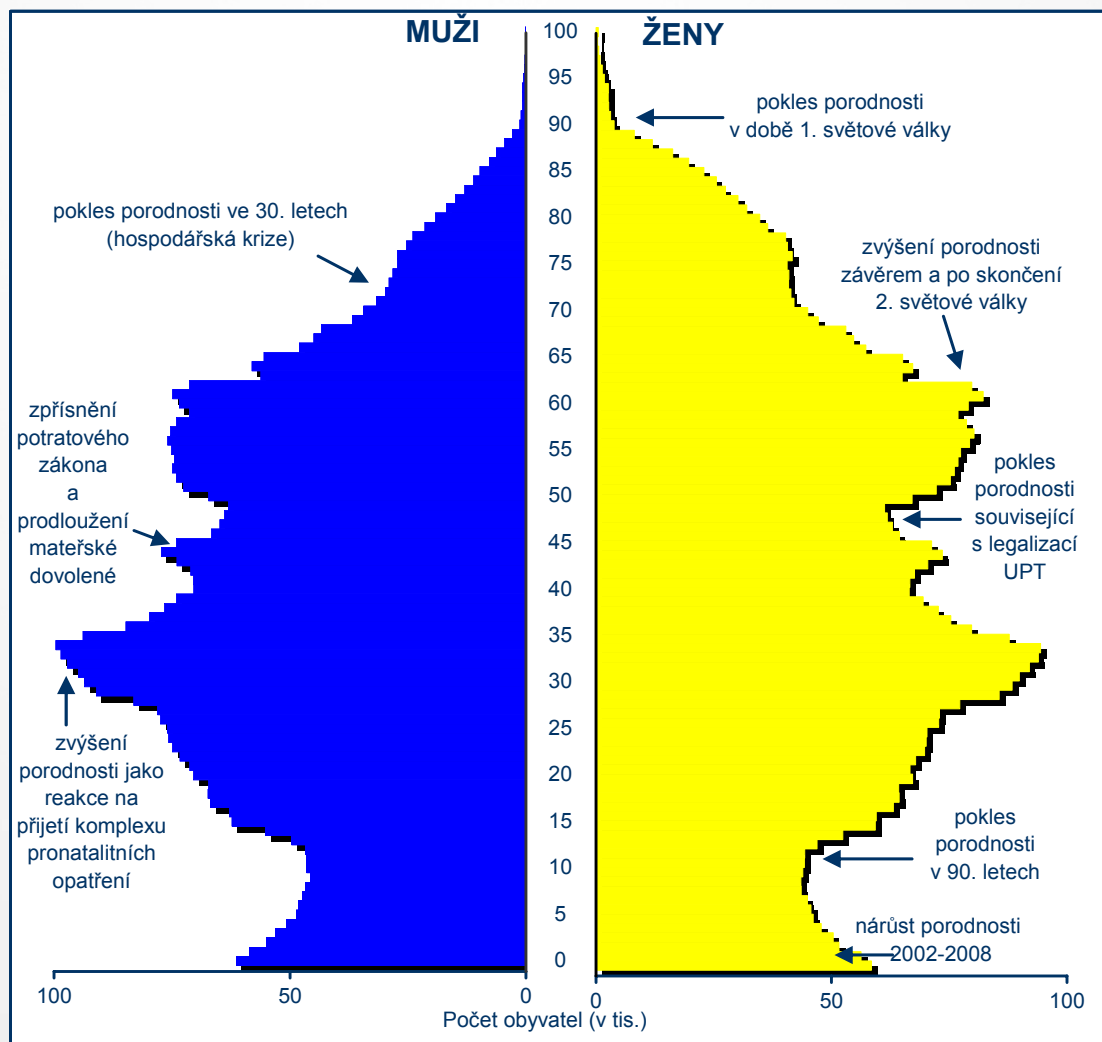 MUŽI
ŽENY
pokles porodnosti
v době 1. světové války
pokles porodnosti ve 30. letech
(hospodářská krize)
zvýšení porodnosti
závěrem a po skončení
2. světové války
zpřísnění
potratového
zákona
a
prodloužení
mateřské
dovolené
pokles
porodnosti
související
s legalizací
UPT
zvýšení
porodnosti jako
reakce na
přijetí komplexu
pronatalitních
opatření
pokles
porodnosti
v 90. letech
nárůst porodnosti
2002-2008
100
95
90
85
80
75
70
65
60
55
50
45
40
35
30
25
20
15
10
5
0
100 50 0 0 50 100
Počet obyvatel (v tis.)